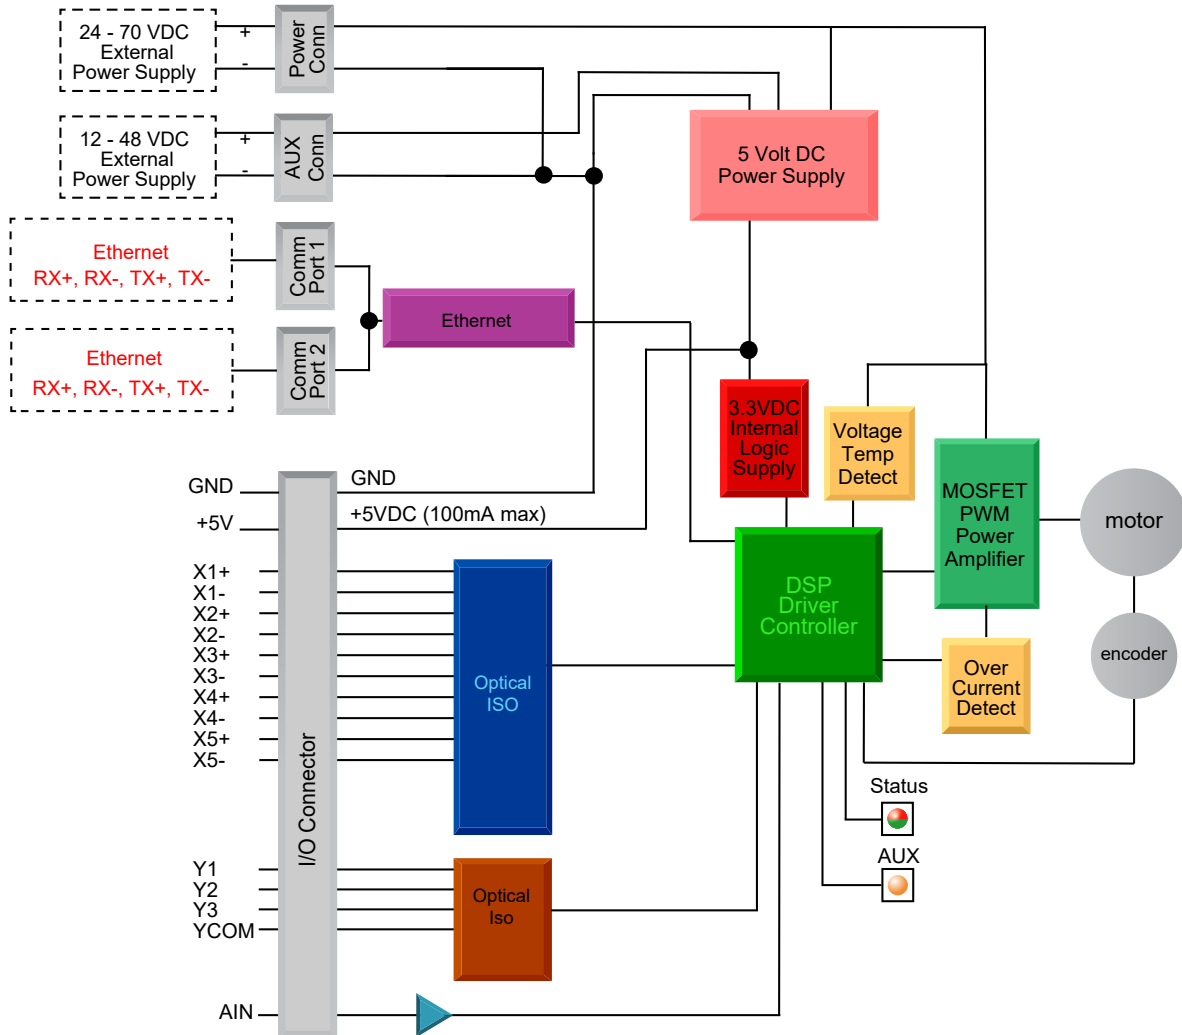 24 - 70 VDC
External
Power Supply
+
-
Power
Conn
12 - 48 VDC
External
Power Supply
+
-
AUX
Conn
5 Volt DC
Power Supply
Ethernet
RX+, RX-, TX+, TX-
Comm
Port 1
Ethernet
Ethernet
RX+, RX-, TX+, TX-
Comm
Port 2
3.3VDC
Internal
Logic
Supply
Voltage
Temp
Detect
MOSFET
PWM
Power
Amplifier
motor
encoder
GND
GND
+5V
+5VDC (100mA max)
X1+
X1-
X2+
X2-
X3+
X3-
X4+
X4-
X5+
X5-
I/O Connector
Optical
ISO
DSP
Driver
Controller
Over
Current
Detect
Status
AUX
Y1
Y2
Y3
YCOM
Optical
Iso
AIN